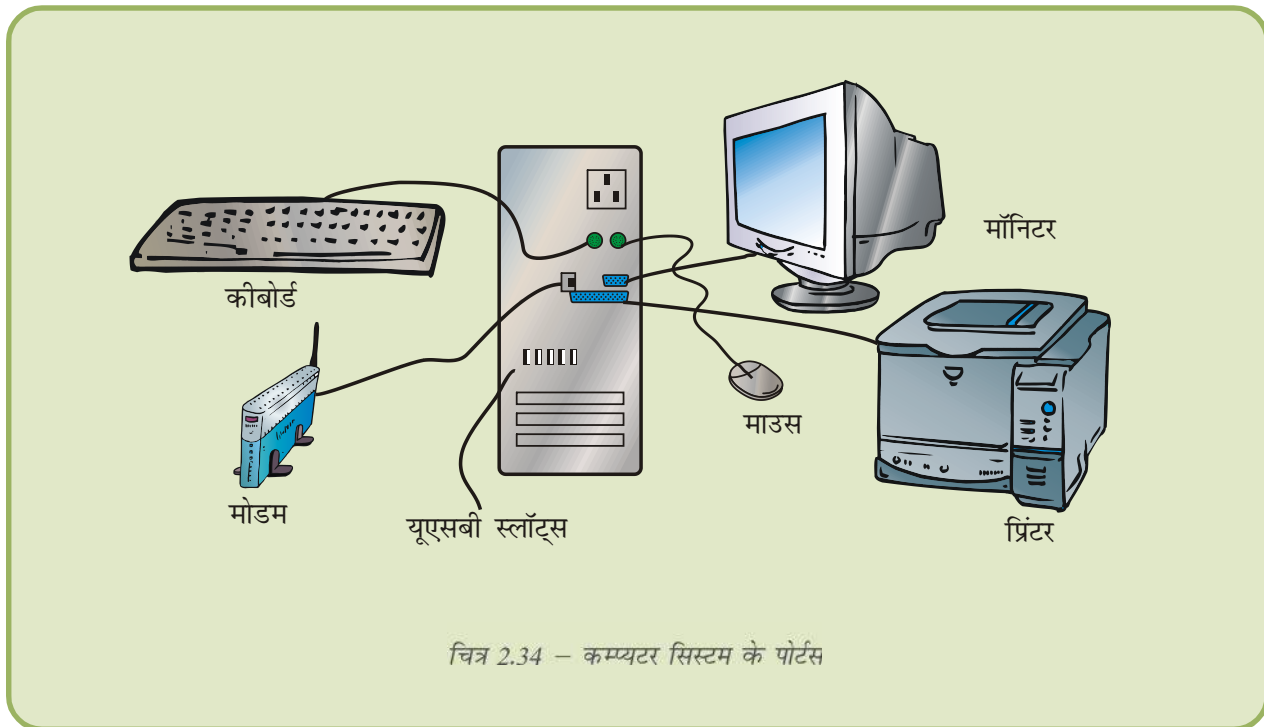 मॉनिटर
कीबोर्ड
माउस
मोडम
यूएसबी स्लॉट्स
प्रिंटर
चित्र 2.34 – कम्प्यटर सिस्टम के पोर्टस